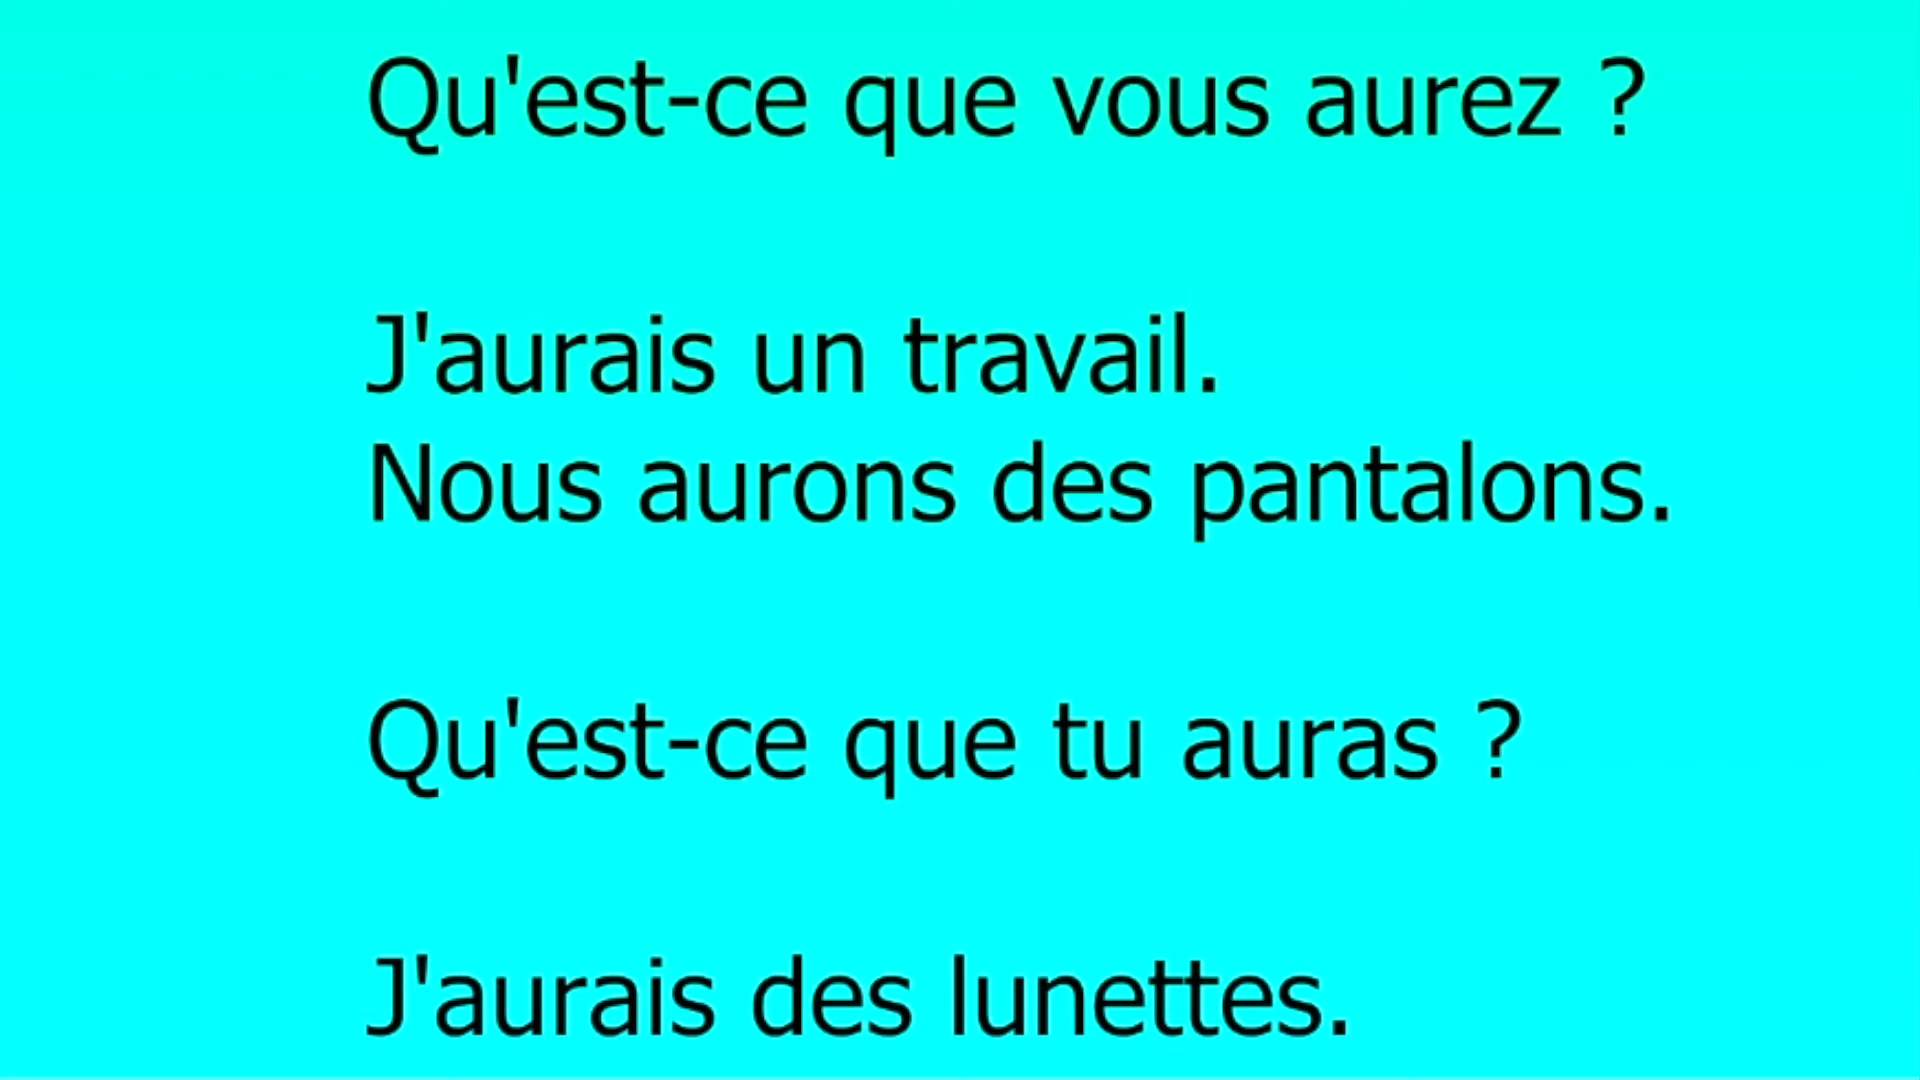 Qu'est-ce que vous aurez ?
J'aurais un travail.
Nous aurons des pantalons.
Qu'est-ce que tu auras ?
J'aurais des lunettes.